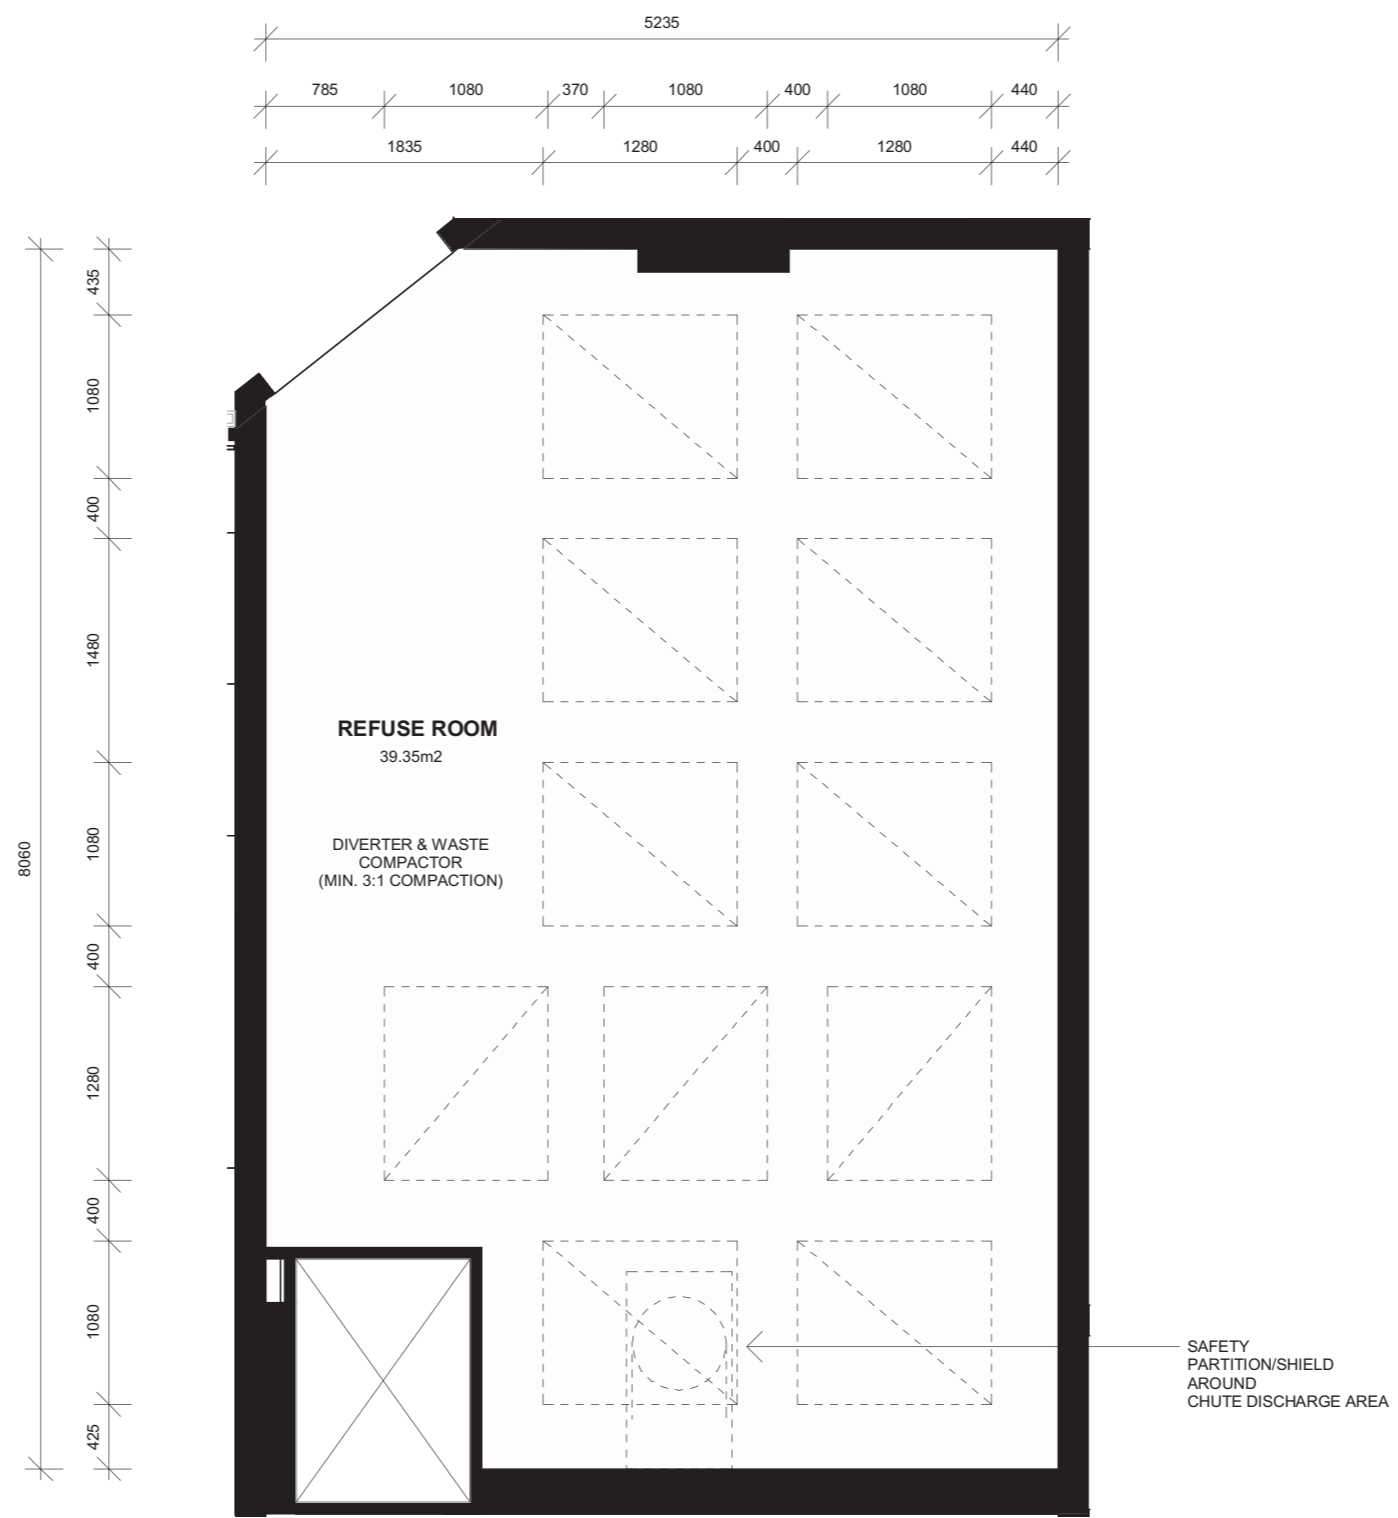 5235
785
1080
370
1080
400
1080
440
1835
1280
400
1280
440
435
1080
400
1480
1080
400
1280
400
1080
425
8060
REFUSE ROOM
39.35m2
DIVERTER & WASTE
COMPACTOR
(MIN. 3:1 COMPACTION)
SAFETY
PARTITION/SHIELD
AROUND
CHUTE DISCHARGE AREA